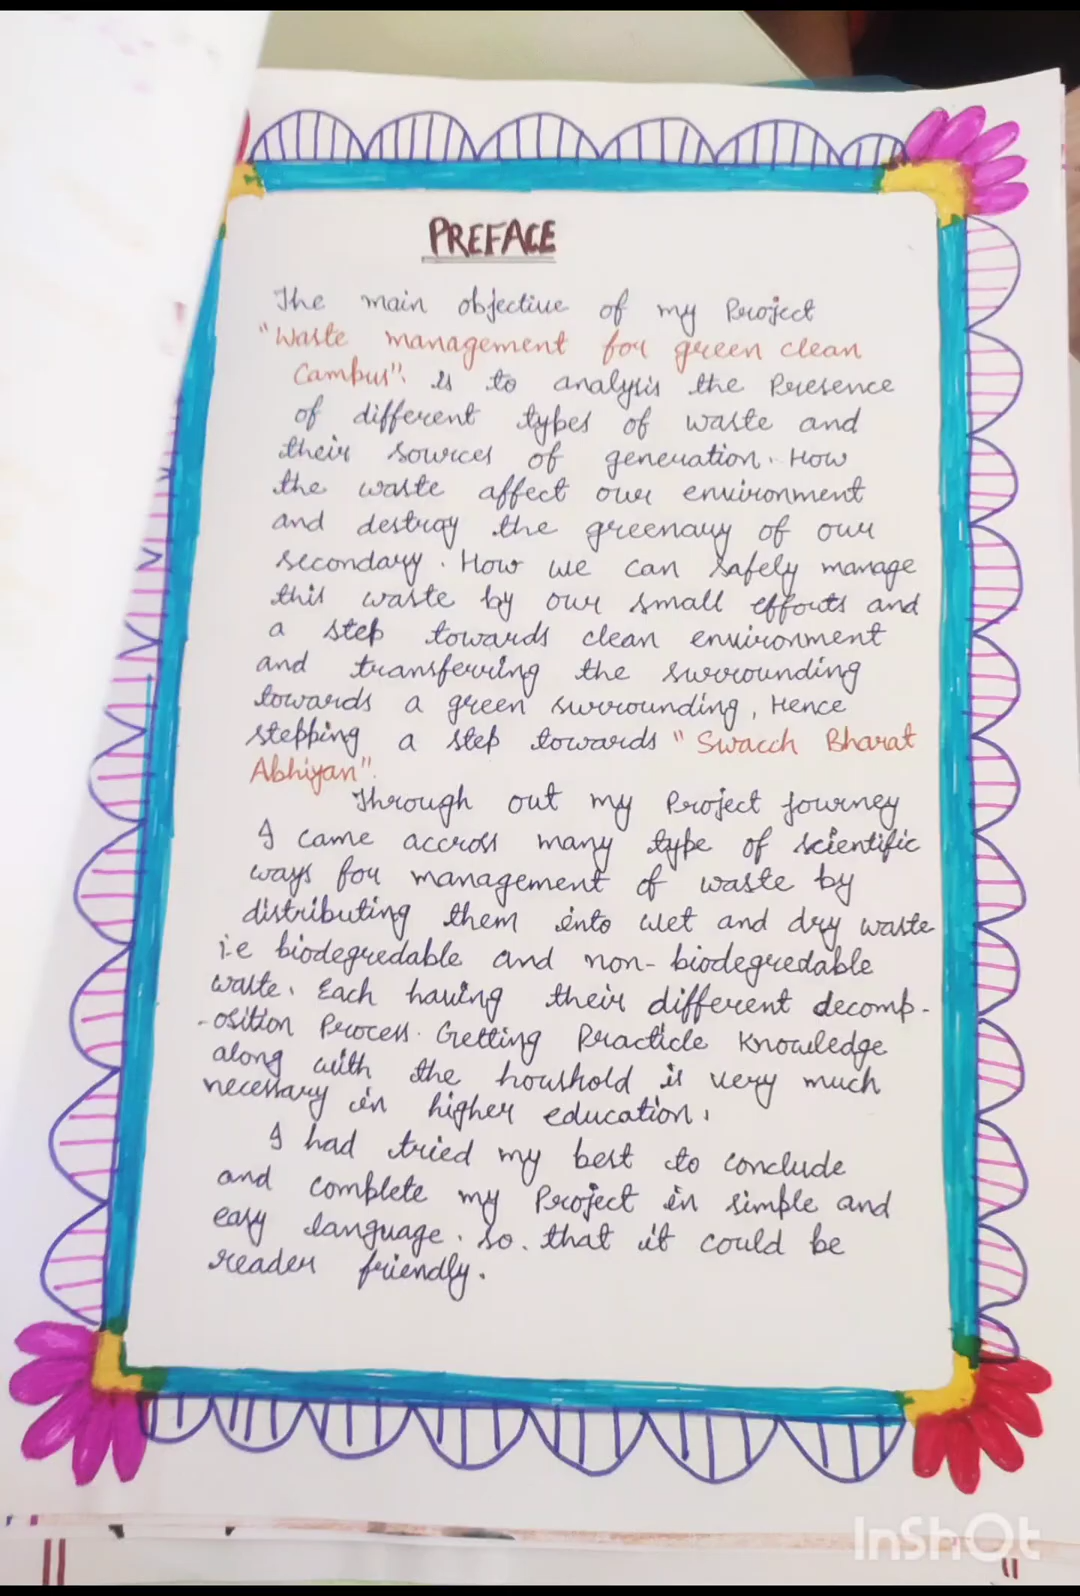 PREFACE
The main objective of my Project
"Waste management for green clean
Cambus". is to analysis the Presence
of different types of waste and
their sources of generation. How
the waste affect our environment
and destroy the greenary of our
secondary. How we can safely manage
this waste by our small efforts and
a step towards clean environment
and transferring the surrounding
towards a green surrounding, Hence
stepping a step towards "Swacch Bharat
Abhiyan".
Through out my Project Journey
I came accross many type of scientific
ways for management of waste by
distributing them into wet and dry waste
i.e biodegredable and non-biodegredable
waste. Each having their different decomp-
-osition Process. Getting Practicle Knowledge
along with the houshold is very much
necessary in higher education.
I had tried my best to conclude
and complete my Project in simple and
easy language. So. that it could be
reader friendly.
InShOt